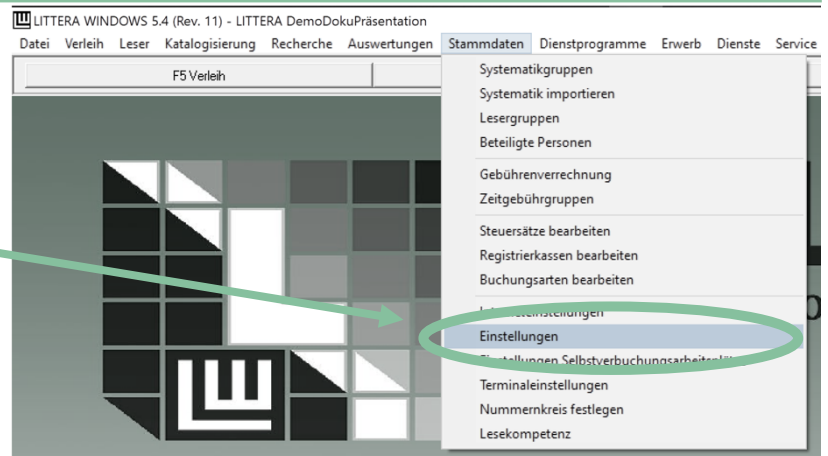 LITTERA WINDOWS 5.4 (Rev. 11) - LITTERA DemoDokuPräsentation
Datei Verleih Leser Katalogisierung Recherche Auswertungen Stammdaten Dienstprogramme Erwerb Dienste Service
F5 Verleih
Systematikgruppen
Systematik importieren
Lesergruppen
Beteiligte Personen
Gebührenverrechnung
Zeitgebührgruppen
Steuersätze bearbeiten
Registrierkassen bearbeiten
Buchungsarten bearbeiten
Einstellungen
Einstellungen Selbstverbuchungsarbeitsplätze
Terminaleinstellungen
Nummernkreis festlegen
Lesekompetenz